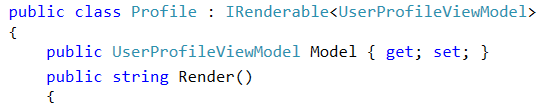 public class Profile : IRenderable<UserProfileViewModel>
{
    public UserProfileViewModel Model { get; set; }
    public string Render()
    {